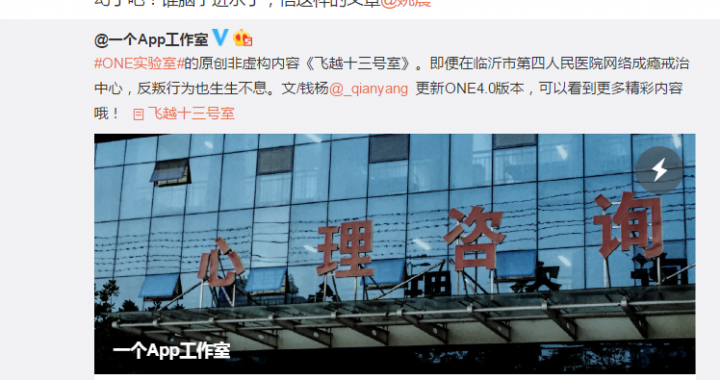 @一个App工作室
#ONE实验室#的原创非虚构内容《飞越十三号室》。即便在临沂市第四人民医院网络成瘾戒治
中心，反叛行为也生生不息。文/钱杨@_qianyang 更新ONE4.0版本，可以看到更多精彩内容
哦！ 飞越十三号室
心理咨询
一个App工作室